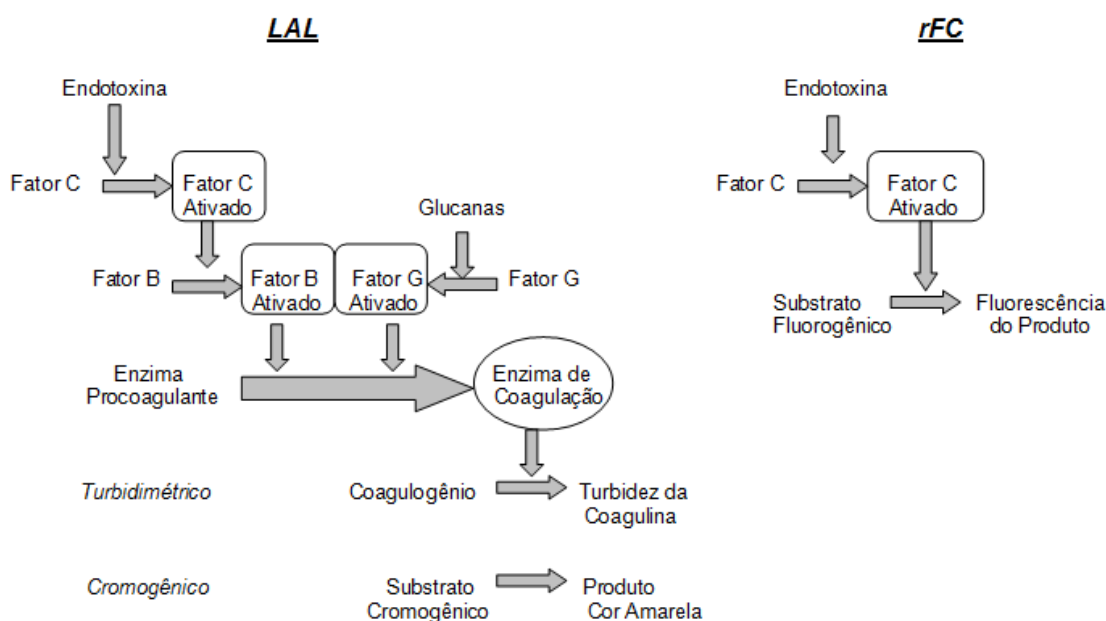 LAL
rFC
Endotoxina
Endotoxina
Fator C
Fator C
Ativado
Fator C
Fator C
Ativado
Glucanas
Fator B
Fator B
Ativado
Fator G
Ativado
Fator G
Substrato
Fluorogênico
Fluorescência
do Produto
Enzima
Procoagulante
Enzima de
Coagulação
Turbidimétrico
Coagulogênio
Turbidez da
Coagulina
Cromogênico
Substrato
Cromogênico
Produto
Cor Amarela